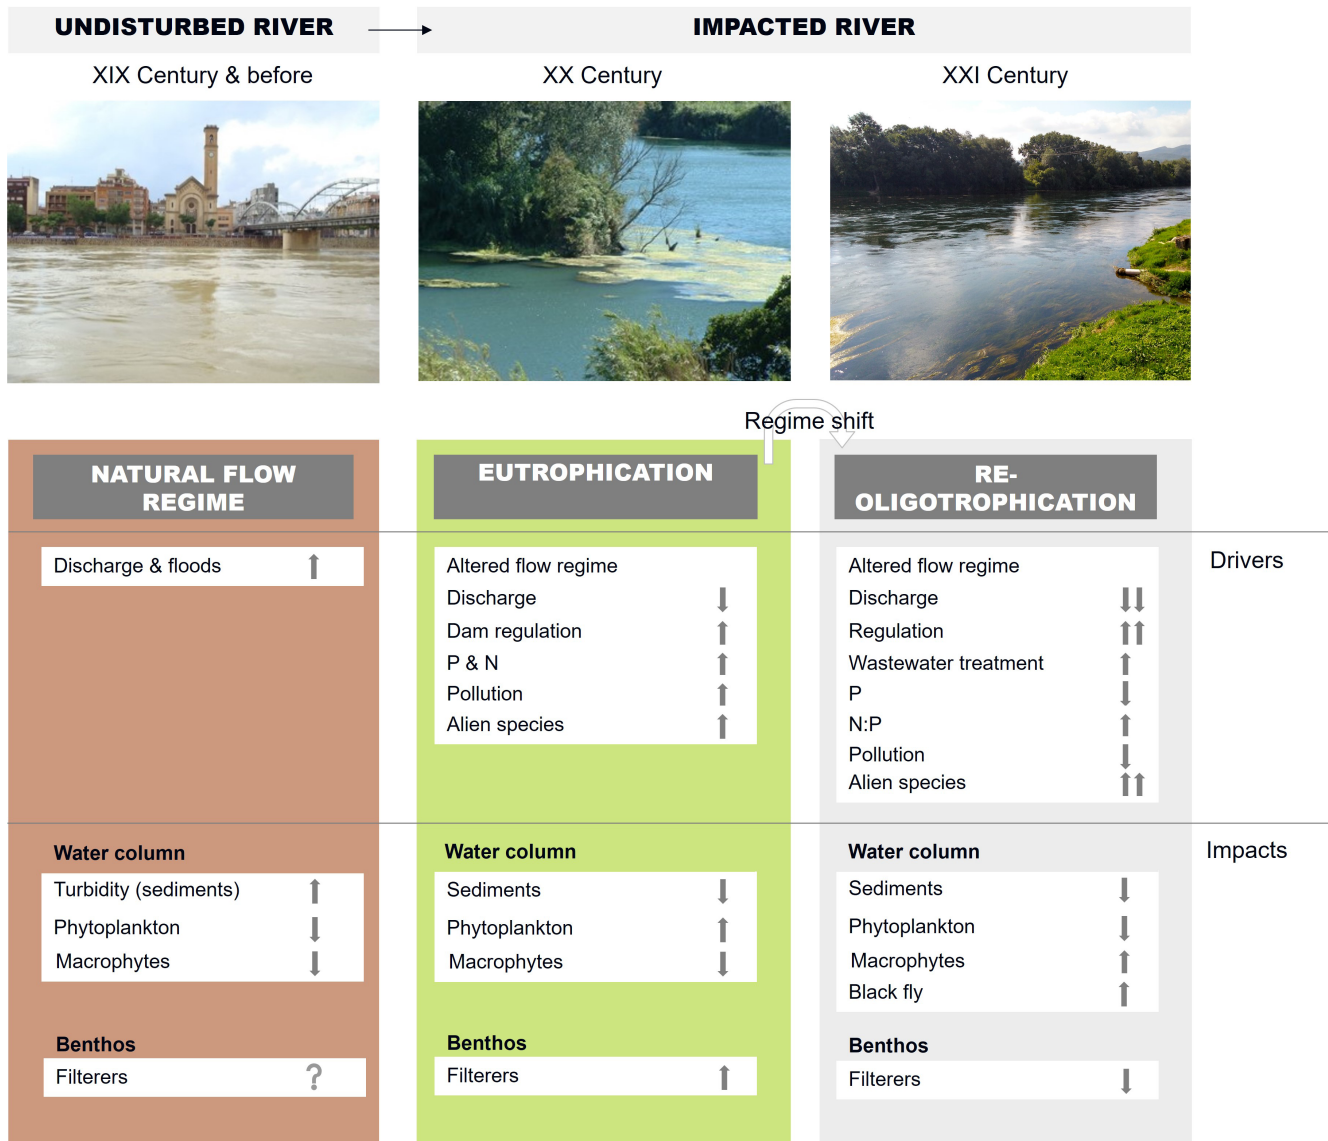 UNDISTURBED RIVER
IMPACTED RIVER
XIX Century & before
XX Century
XXI Century
Regime shift
NATURAL FLOW
REGIME
EUTROPHICATION
RE-
OLIGOTROPHICATION
Drivers
Discharge & floods
Altered flow regime
Discharge
Dam regulation
P & N
Pollution
Alien species
Altered flow regime
Discharge
Regulation
Wastewater treatment
P
N:P
Pollution
Alien species
Impacts
Water column
Turbidity (sediments)
Phytoplankton
Macrophytes
Benthos
Filterers ?
Water column
Sediments
Phytoplankton
Macrophytes
Benthos
Filterers
Water column
Sediments
Phytoplankton
Macrophytes
Black fly
Benthos
Filterers